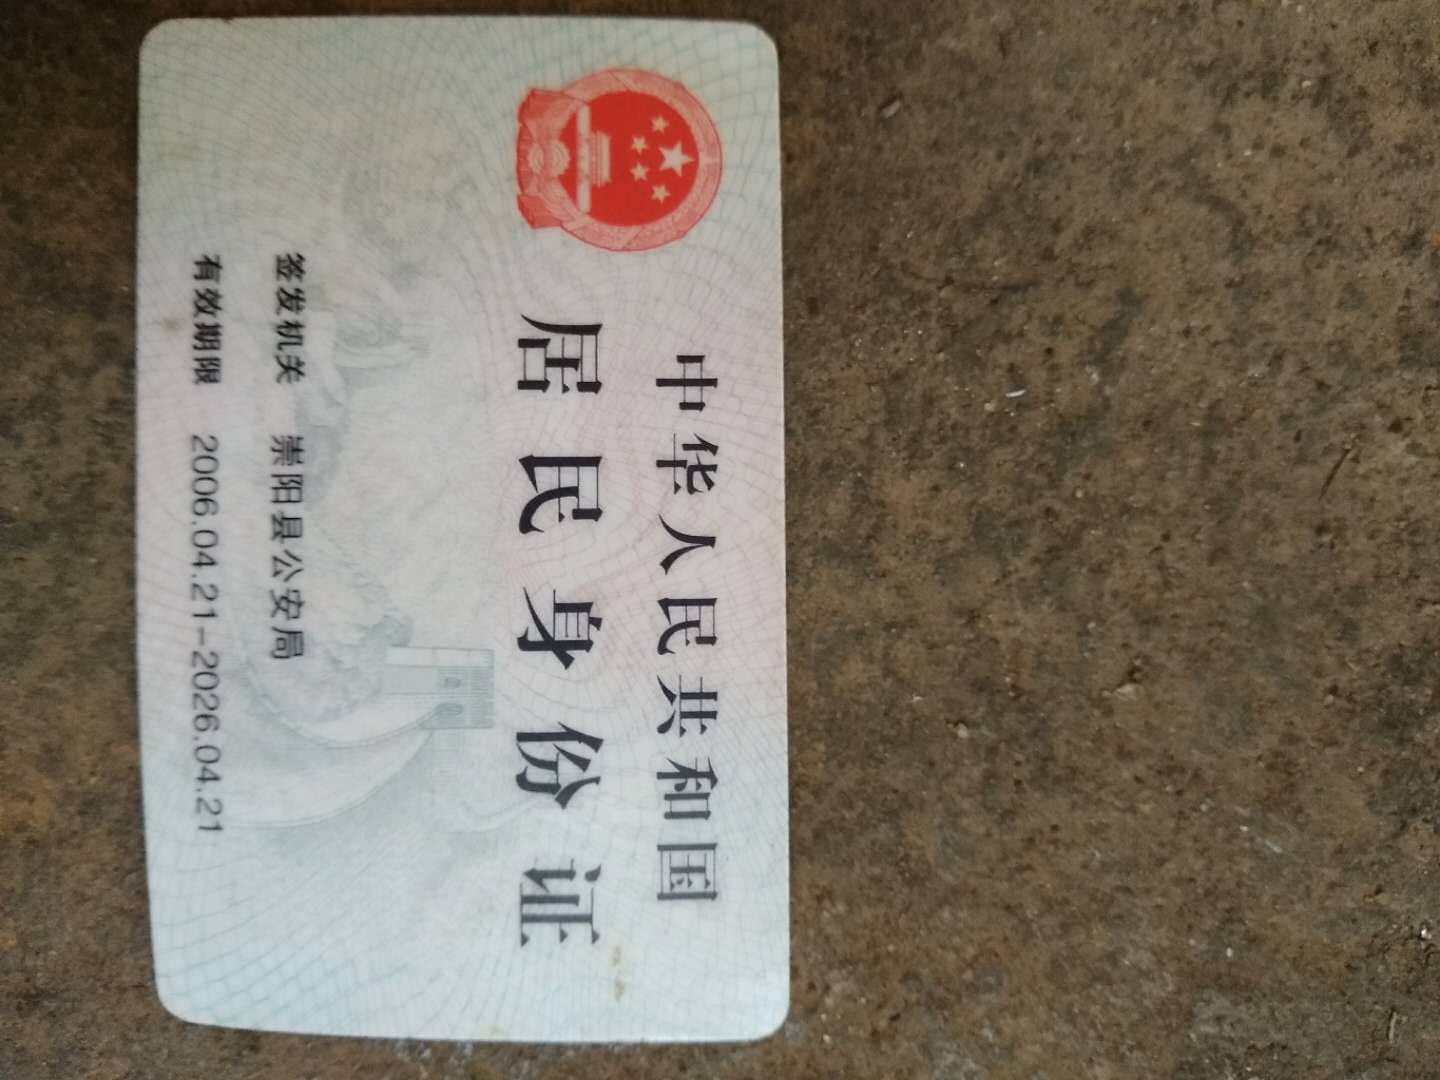 中华人民共和国
居民身份证
签发机关 崇阳县公安局
有效期限 2006.04.21-2026.04.21